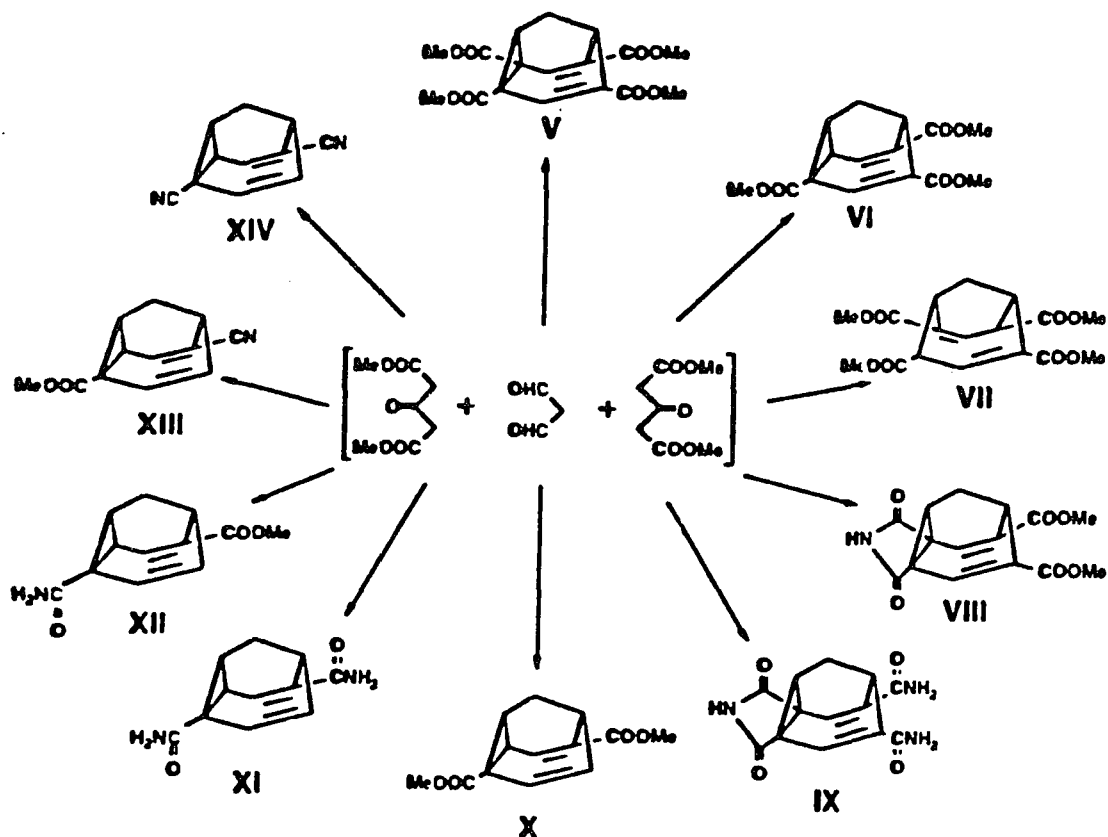 MeOOC COOMe
MeOOC COOMe
V
CN
NC
XIV
COOMe
MeOOC COOMe
VI
CN
MeOOC
XIII
MeOOC COOMe
MeOOC COOMe
VII
MeOOC OHC COOMe
O + + O
MeOOC OHC COOMe
COOMe
H₂NC
O
XII
O
HN COOMe
O COOMe
VIII
O
CNH₂
H₂NC
O
XI
COOMe
MeOOC
X
O O
HN CNH₂
O CNH₂
O
IX